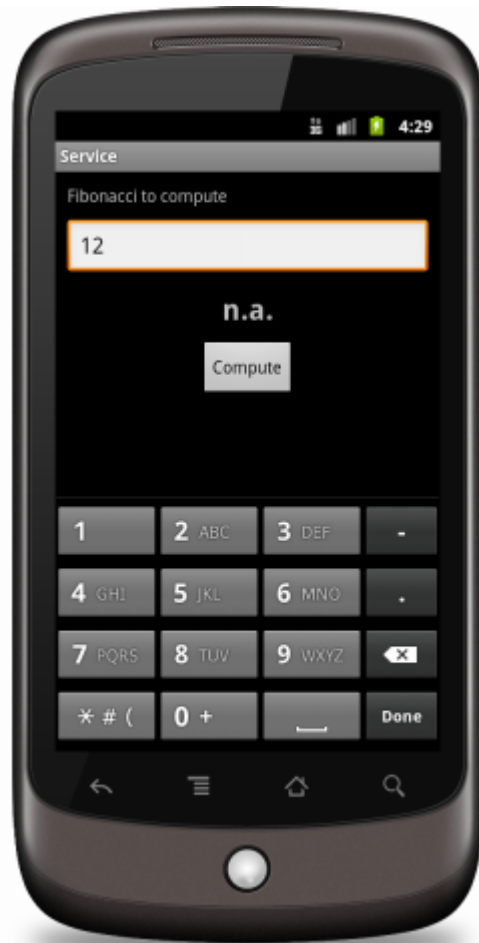 4:29
Service
Fibonacci to compute
12
n.a.
Compute
1 2 ABC 3 DEF -
4 GHI 5 JKL 6 MNO .
7 PQRS 8 TUV 9 WXYZ
* # ( 0 + Done